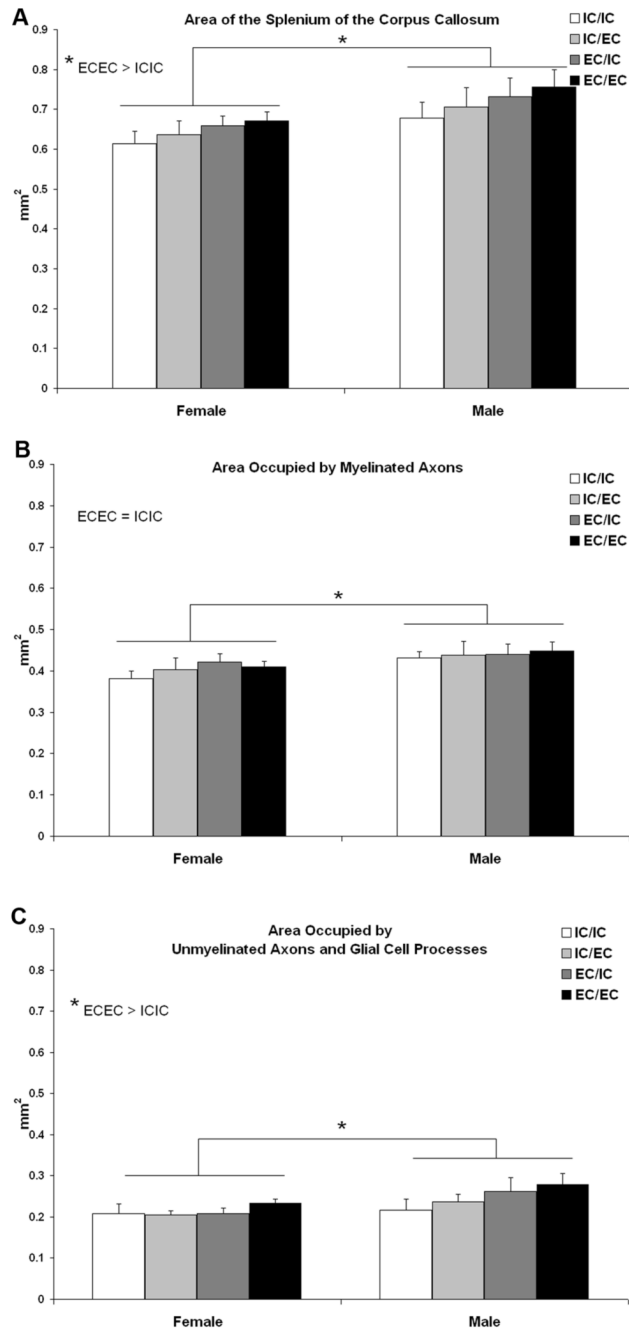 A
Area of the Splenium of the Corpus Callosum
IC/IC
IC/EC
EC/IC
EC/EC
* ECEC > ICIC
*
mm2
0.9
0.8
0.7
0.6
0.5
0.4
0.3
0.2
0.1
0
Female
Male
B
Area Occupied by Myelinated Axons
IC/IC
IC/EC
EC/IC
EC/EC
ECEC = ICIC
*
mm2
0.9
0.8
0.7
0.6
0.5
0.4
0.3
0.2
0.1
0
Female
Male
C
Area Occupied by
Unmyelinated Axons and Glial Cell Processes
IC/IC
IC/EC
EC/IC
EC/EC
* ECEC > ICIC
*
mm2
0.9
0.8
0.7
0.6
0.5
0.4
0.3
0.2
0.1
0
Female
Male